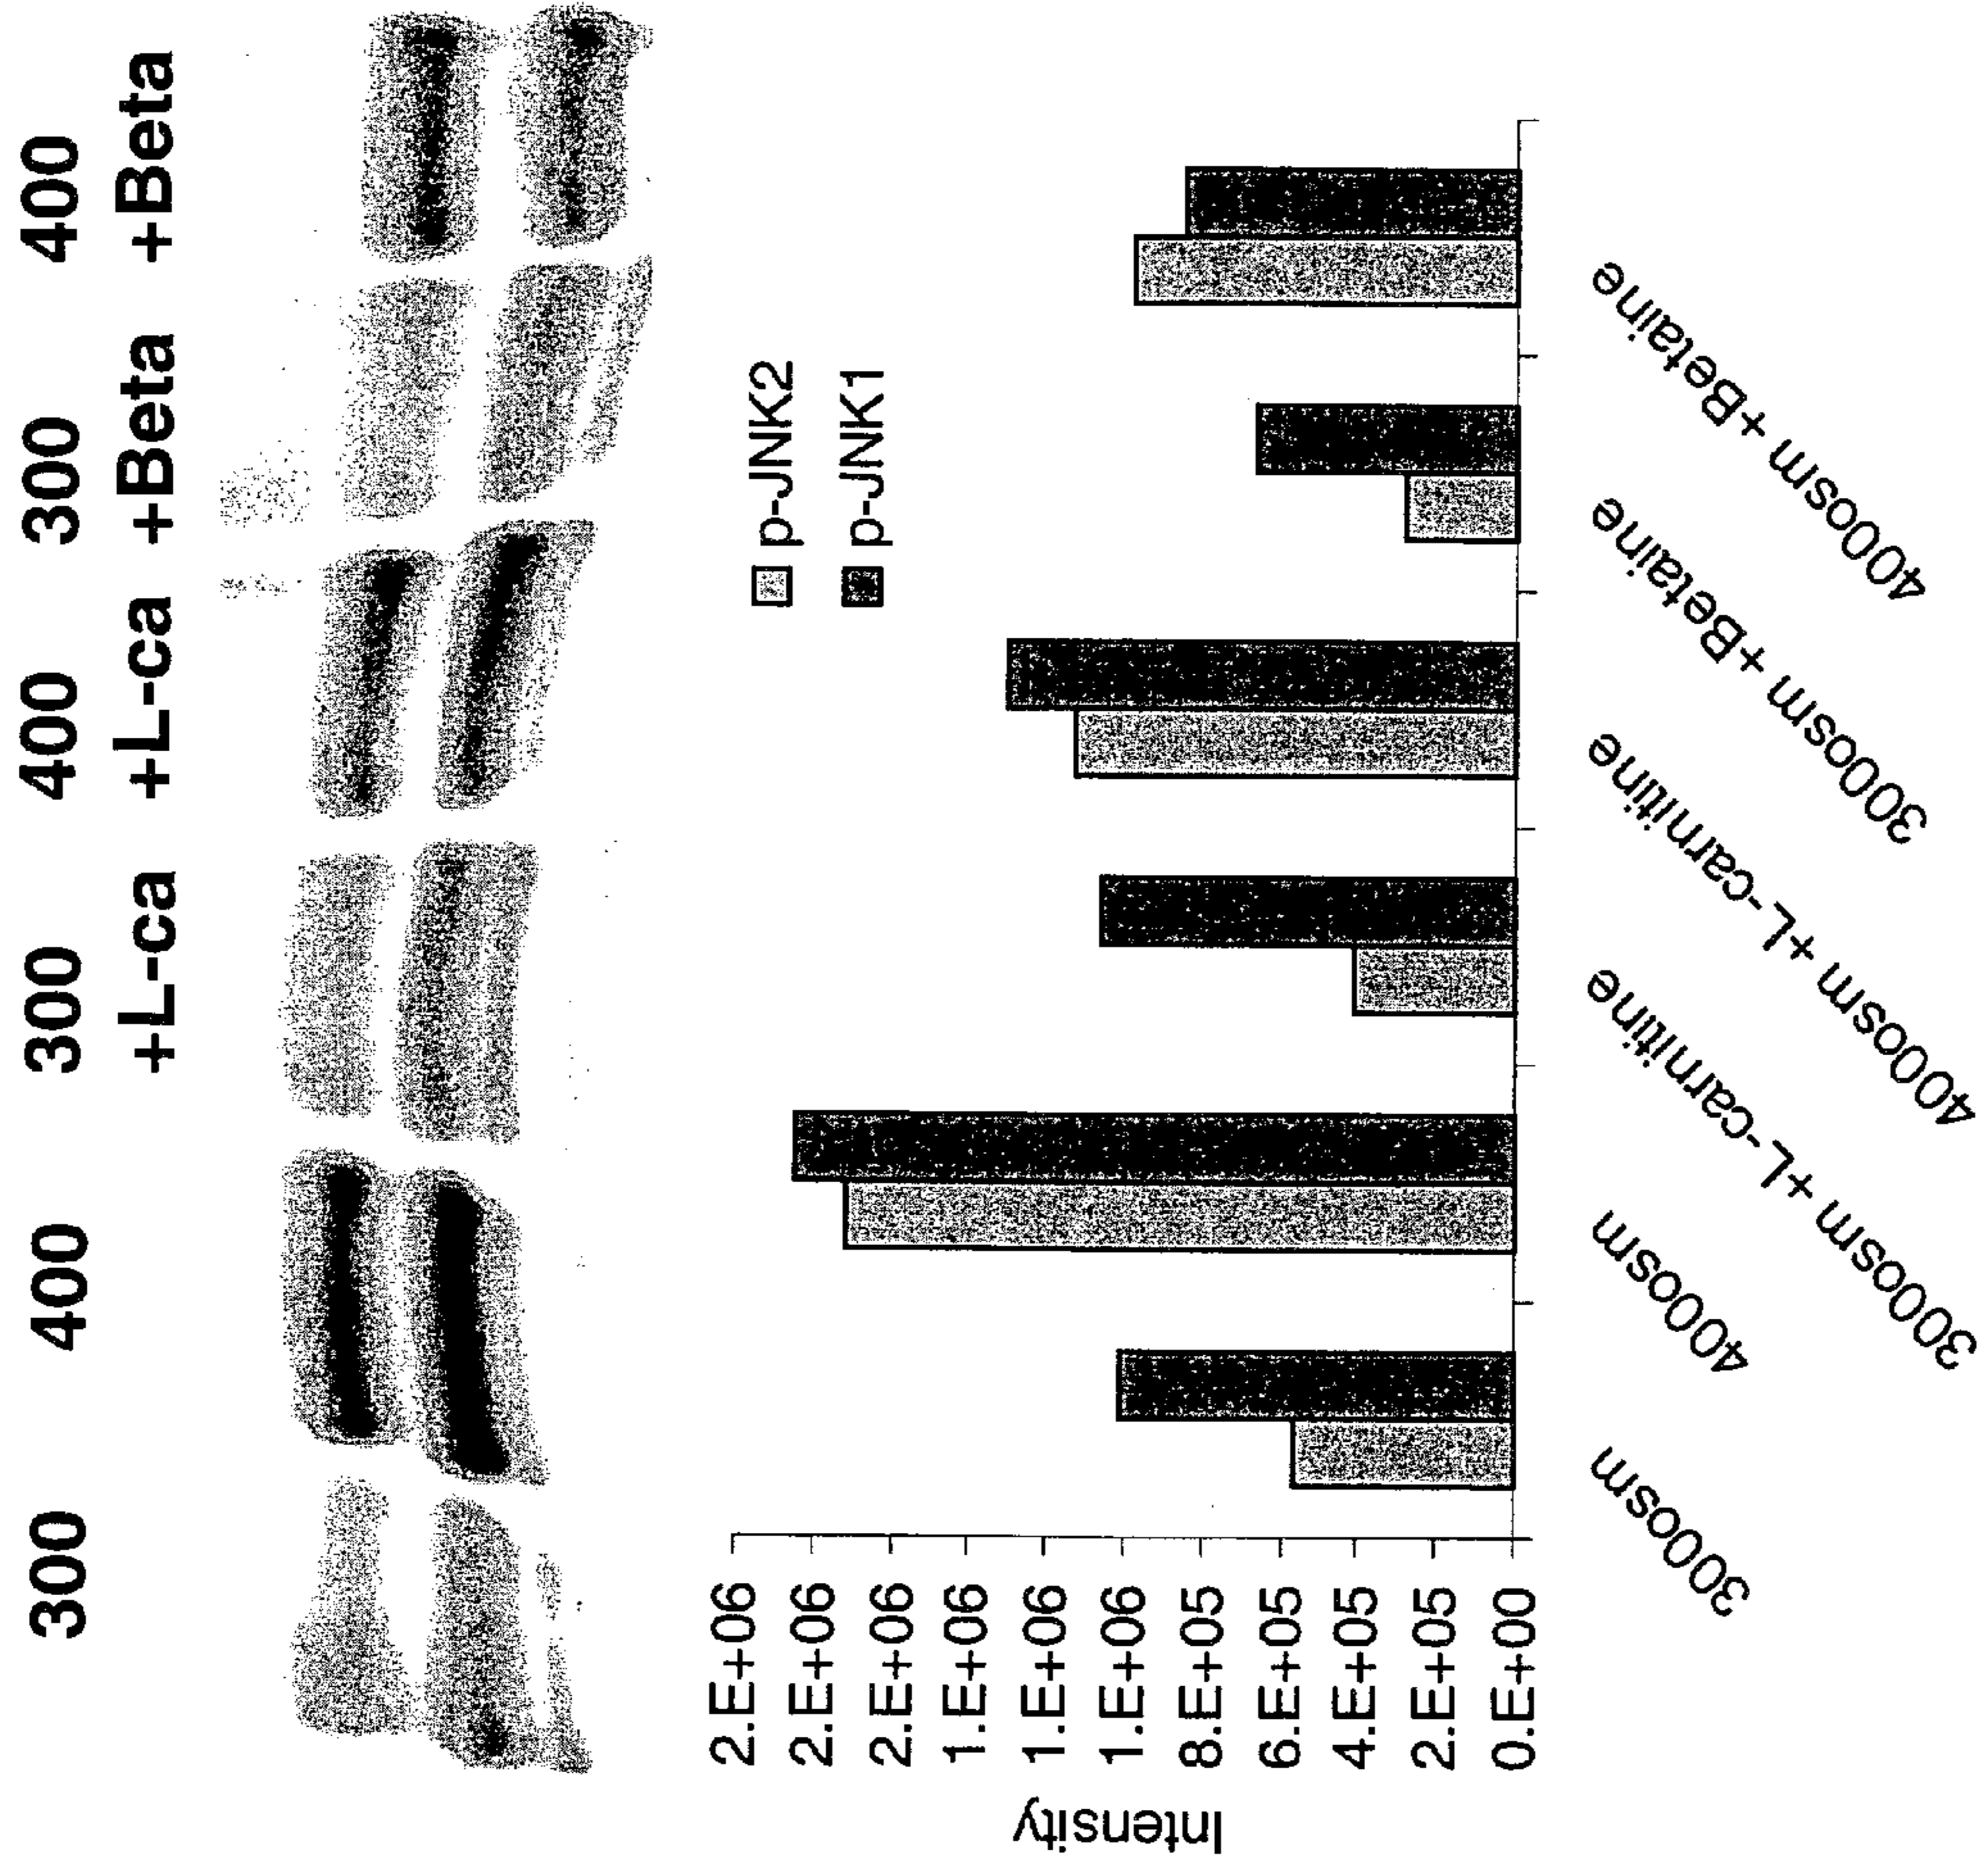 300 400 300 400 300 400
+L-ca +L-ca +Beta +Beta
p-JNK2
p-JNK1
Intensity
2.E+06
2.E+06
2.E+06
1.E+06
1.E+06
1.E+06
8.E+05
6.E+05
4.E+05
2.E+05
0.E+00
300osm
400osm
300osm +L-carnitine
400osm +L-carnitine
300osm +Betaine
400osm +Betaine